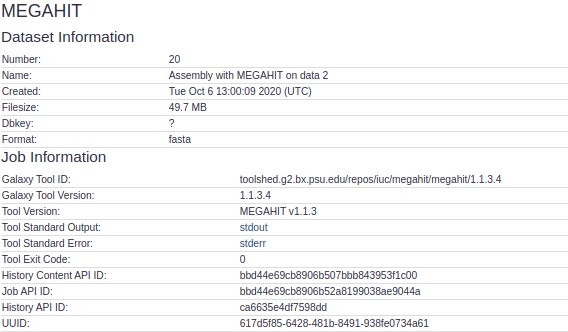 MEGAHIT
Dataset Information
Number: 20
Name: Assembly with MEGAHIT on data 2
Created: Tue Oct 6 13:00:09 2020 (UTC)
Filesize: 49.7 MB
Dbkey: ?
Format: fasta
Job Information
Galaxy Tool ID: toolshed.g2.bx.psu.edu/repos/iuc/megahit/megahit/1.1.3.4
Galaxy Tool Version: 1.1.3.4
Tool Version: MEGAHIT v1.1.3
Tool Standard Output: stdout
Tool Standard Error: stderr
Tool Exit Code: 0
History Content API ID: bbd44e69cb8906b507bbb843953f1c00
Job API ID: bbd44e69cb8906b52a8199038ae9044a
History API ID: ca6635e4df7598dd
UUID: 617d5f85-6428-481b-8491-938fe0734a61